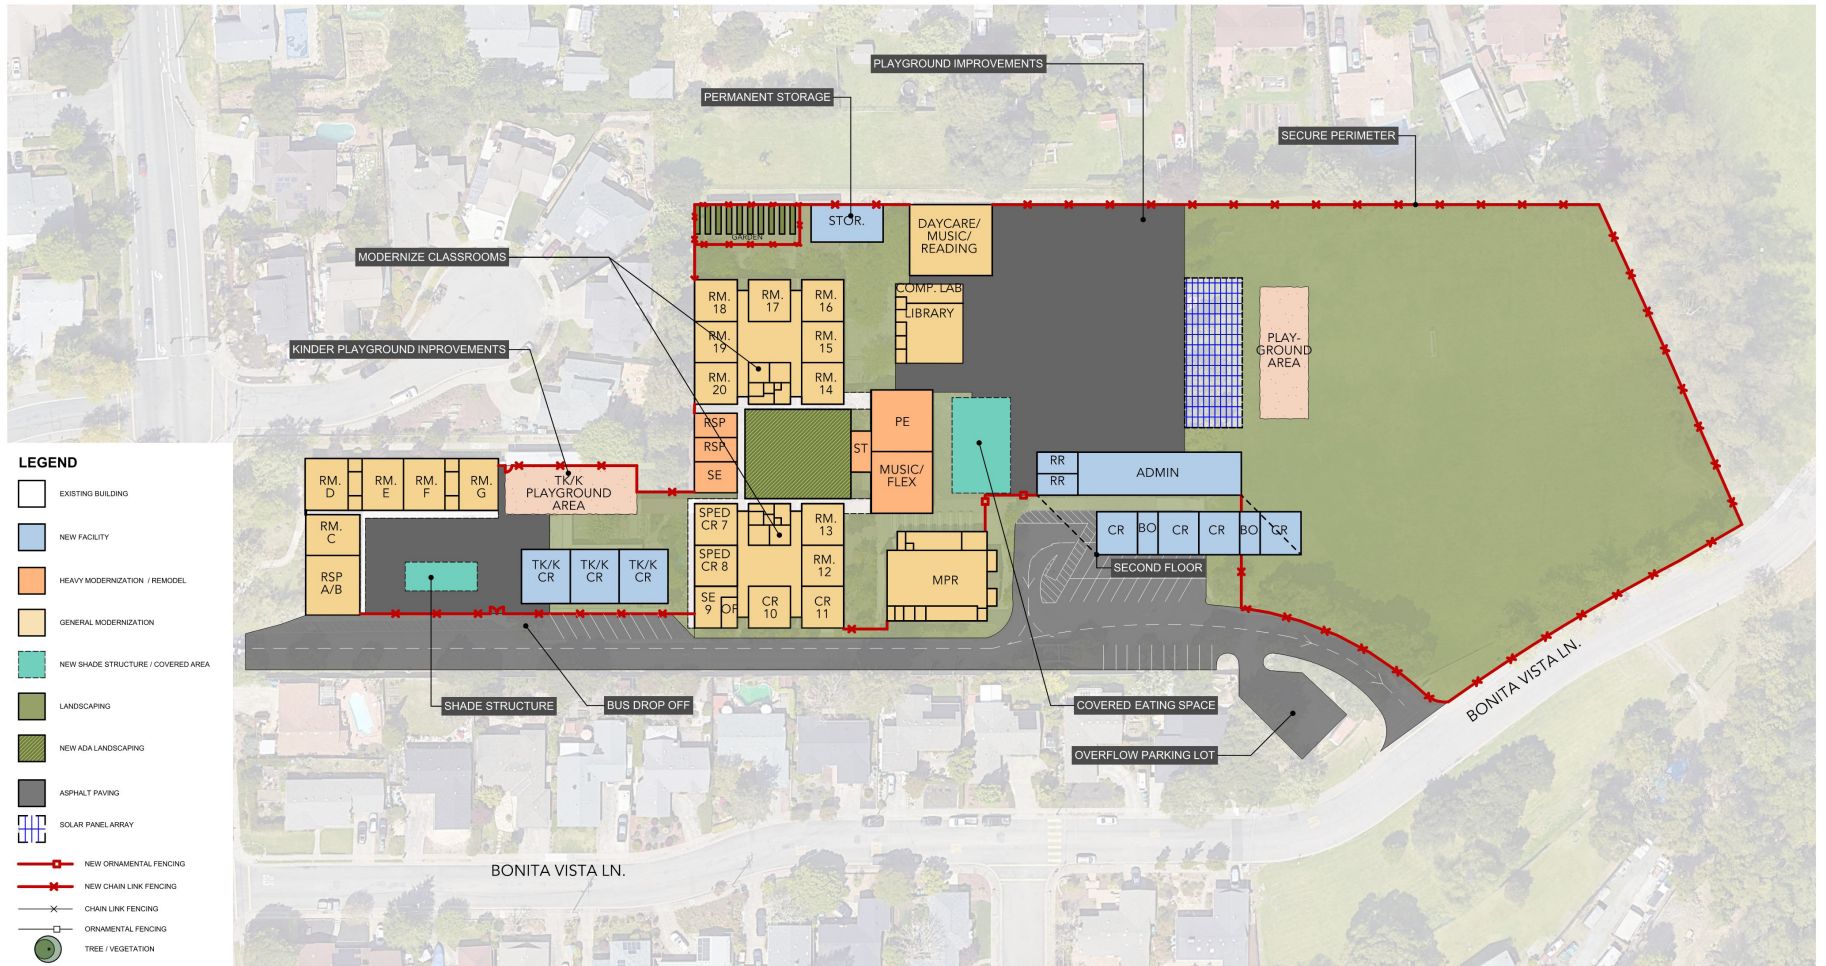 PLAYGROUND IMPROVEMENTS
PERMANENT STORAGE
SECURE PERIMETER
STOR.
GARDEN
DAYCARE/
MUSIC/
READING
MODERNIZE CLASSROOMS
COMP. LAB
LIBRARY
RM.
18
RM.
17
RM.
16
RM.
19
RM.
15
RM.
20
RM.
14
KINDER PLAYGROUND INPROVEMENTS
PLAY-
GROUND
AREA
RSP
RSP
SE
ST
PE
MUSIC/
FLEX
RR
RR
ADMIN
RM.
D
RM.
E
RM.
F
RM.
G
TK/K
PLAYGROUND
AREA
RM.
C
RSP
A/B
SPED
CR 7
SPED
CR 8
SE
9
OF
CR
10
RM.
13
RM.
12
CR
11
CR
BO
CR
CR
BO
CR
SECOND FLOOR
TK/K
CR
TK/K
CR
TK/K
CR
MPR
SHADE STRUCTURE
BUS DROP OFF
COVERED EATING SPACE
OVERFLOW PARKING LOT
BONITA VISTA LN.
BONITA VISTA LN.
LEGEND
EXISTING BUILDING
NEW FACILITY
HEAVY MODERNIZATION / REMODEL
GENERAL MODERNIZATION
NEW SHADE STRUCTURE / COVERED AREA
LANDSCAPING
NEW ADA LANDSCAPING
ASPHALT PAVING
SOLAR PANEL ARRAY
NEW ORNAMENTAL FENCING
NEW CHAIN LINK FENCING
CHAIN LINK FENCING
ORNAMENTAL FENCING
TREE / VEGETATION